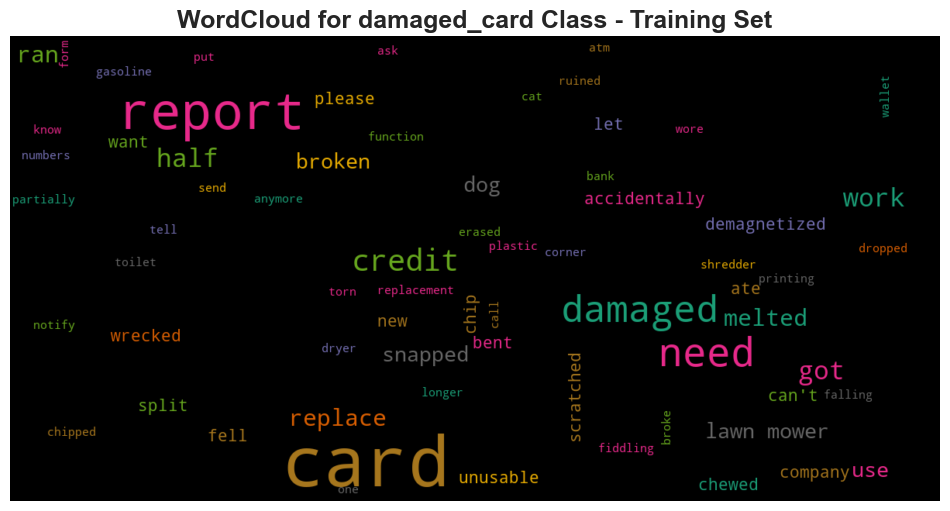 WordCloud for damaged_card Class - Training Set
ran
form
put
ask
atm
gasoline
ruined
wallet
report
please
cat
know
want
function
let
wore
numbers
half
broken
dog
bank
partially
send
anymore
accidentally
work
tell
erased
demagnetized
toilet
credit
plastic
corner
dropped
shredder
printing
torn
replacement
chip
call
damaged
ate
melted
notify
wrecked
new
dryer
snapped
bent
need
got
longer
scratched
can't
falling
split
replace
chipped
fell
broke
lawn mower
fiddling
card
one
unusable
chewed
company
use